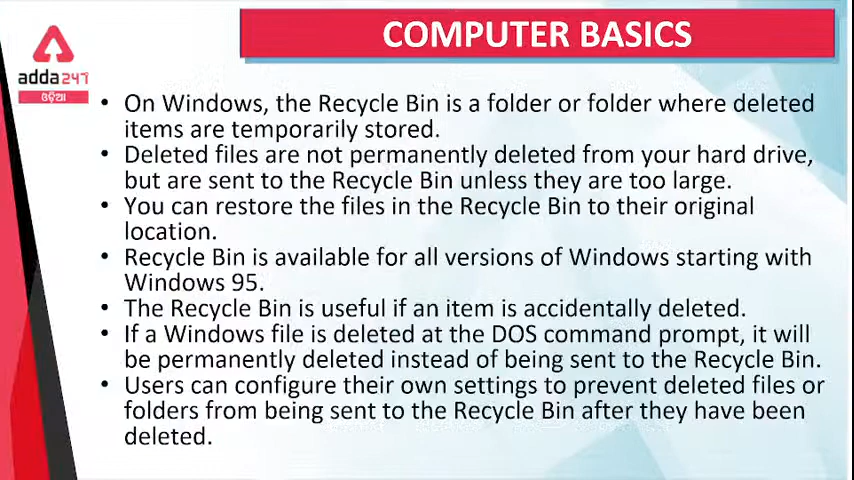 COMPUTER BASICS
adda247
ଓଡ଼ିଆ
• On Windows, the Recycle Bin is a folder or folder where deleted
items are temporarily stored.
• Deleted files are not permanently deleted from your hard drive,
but are sent to the Recycle Bin unless they are too large.
• You can restore the files in the Recycle Bin to their original
location.
• Recycle Bin is available for all versions of Windows starting with
Windows 95.
• The Recycle Bin is useful if an item is accidentally deleted.
• If a Windows file is deleted at the DOS command prompt, it will
be permanently deleted instead of being sent to the Recycle Bin.
• Users can configure their own settings to prevent deleted files or
folders from being sent to the Recycle Bin after they have been
deleted.